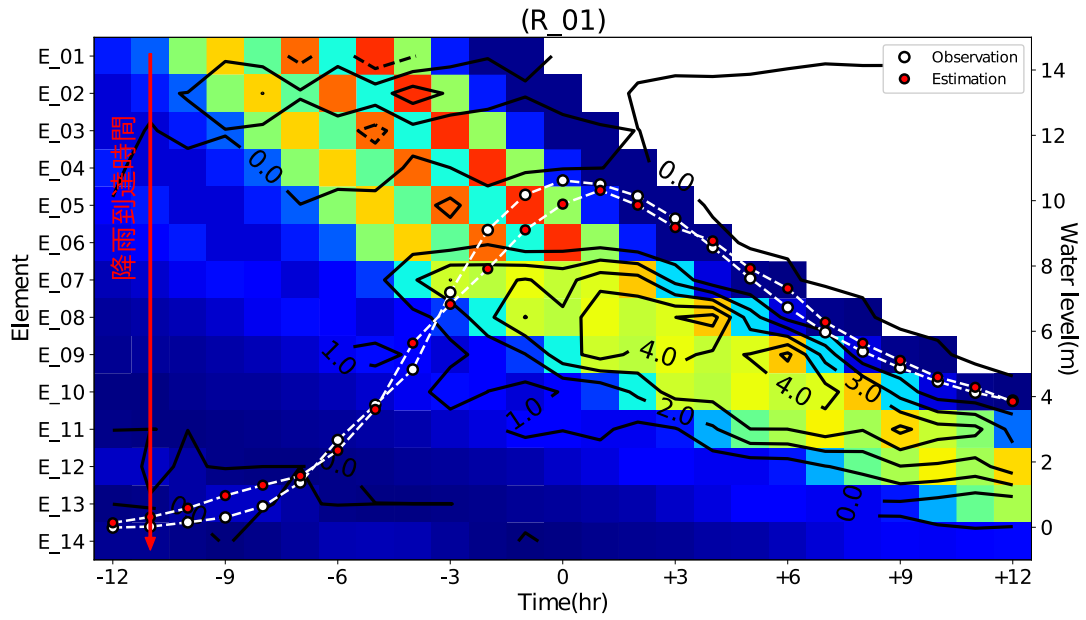 (R_01)
E_01
E_02
E_03
E_04
E_05
E_06
E_07
E_08
E_09
E_10
E_11
E_12
E_13
E_14
Element
降雨到達時間
Observation
Estimation
0.0
0.0
1.0
4.0
4.0
3.0
2.0
1.0
0.0
0.0
0.0
14
12
10
8
6
4
2
0
Water level(m)
-12
-9
-6
-3
0
+3
+6
+9
+12
Time(hr)